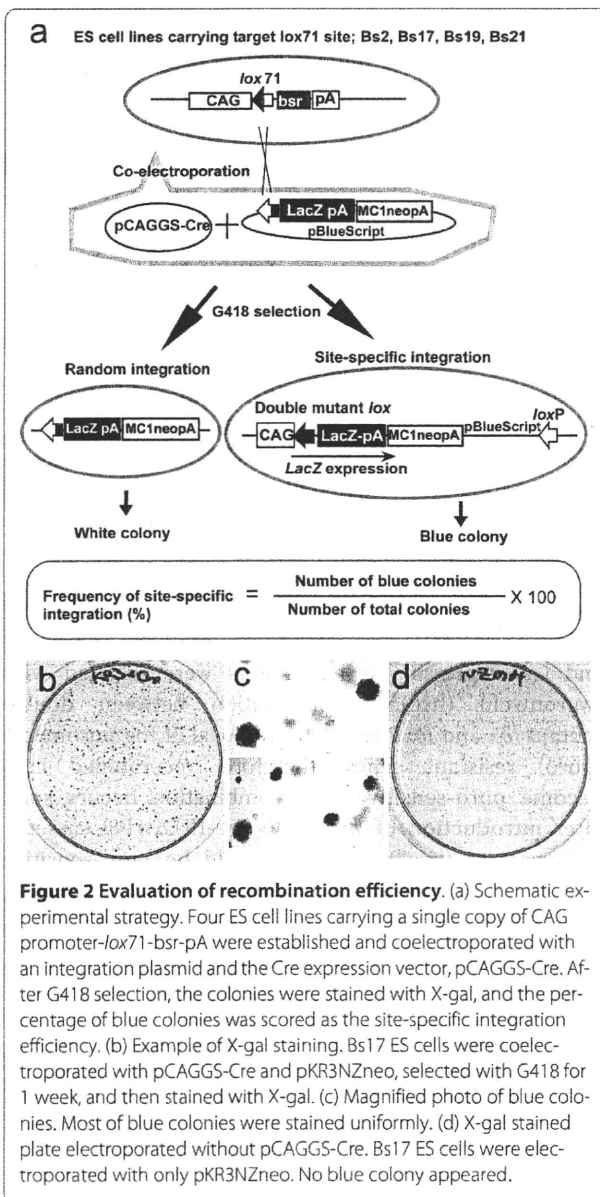 a ES cell lines carrying target lox71 site; Bs2, Bs17, Bs19, Bs21
lox71
CAG bsr pA
Co-electroporation
pCAGGS-Cre + LacZ pA MC1neopA
pBlueScript
G418 selection
Random integration
Site-specific integration
Double mutant lox
pBlueScript loxP
LacZ pA MC1neopA
CAG LacZ-pA MC1neopA
LacZ expression
White colony
Blue colony
Frequency of site-specific integration (%) = Number of blue colonies / Number of total colonies X 100
b c d
Figure 2 Evaluation of recombination efficiency. (a) Schematic ex-
perimental strategy. Four ES cell lines carrying a single copy of CAG
promoter-lox71-bsr-pA were established and coelectroporated with
an integration plasmid and the Cre expression vector, pCAGGS-Cre. Af-
ter G418 selection, the colonies were stained with X-gal, and the per-
centage of blue colonies was scored as the site-specific integration
efficiency. (b) Example of X-gal staining. Bs17 ES cells were coelec-
troporated with pCAGGS-Cre and pKR3NZneo, selected with G418 for
1 week, and then stained with X-gal. (c) Magnified photo of blue colo-
nies. Most of blue colonies were stained uniformly. (d) X-gal stained
plate electroporated without pCAGGS-Cre. Bs17 ES cells were elec-
troporated with only pKR3NZneo. No blue colony appeared.